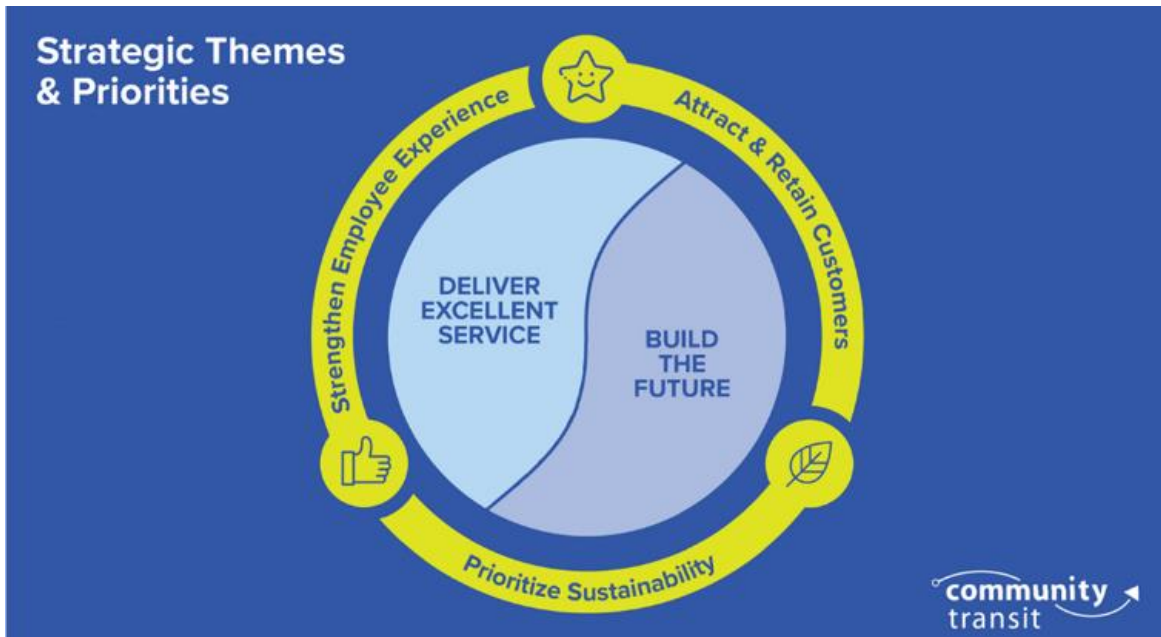 Strategic Themes
& Priorities
Strengthen Employee Experience
Attract & Retain Customers
DELIVER
EXCELLENT
SERVICE
BUILD
THE
FUTURE
Prioritize Sustainability
community
transit